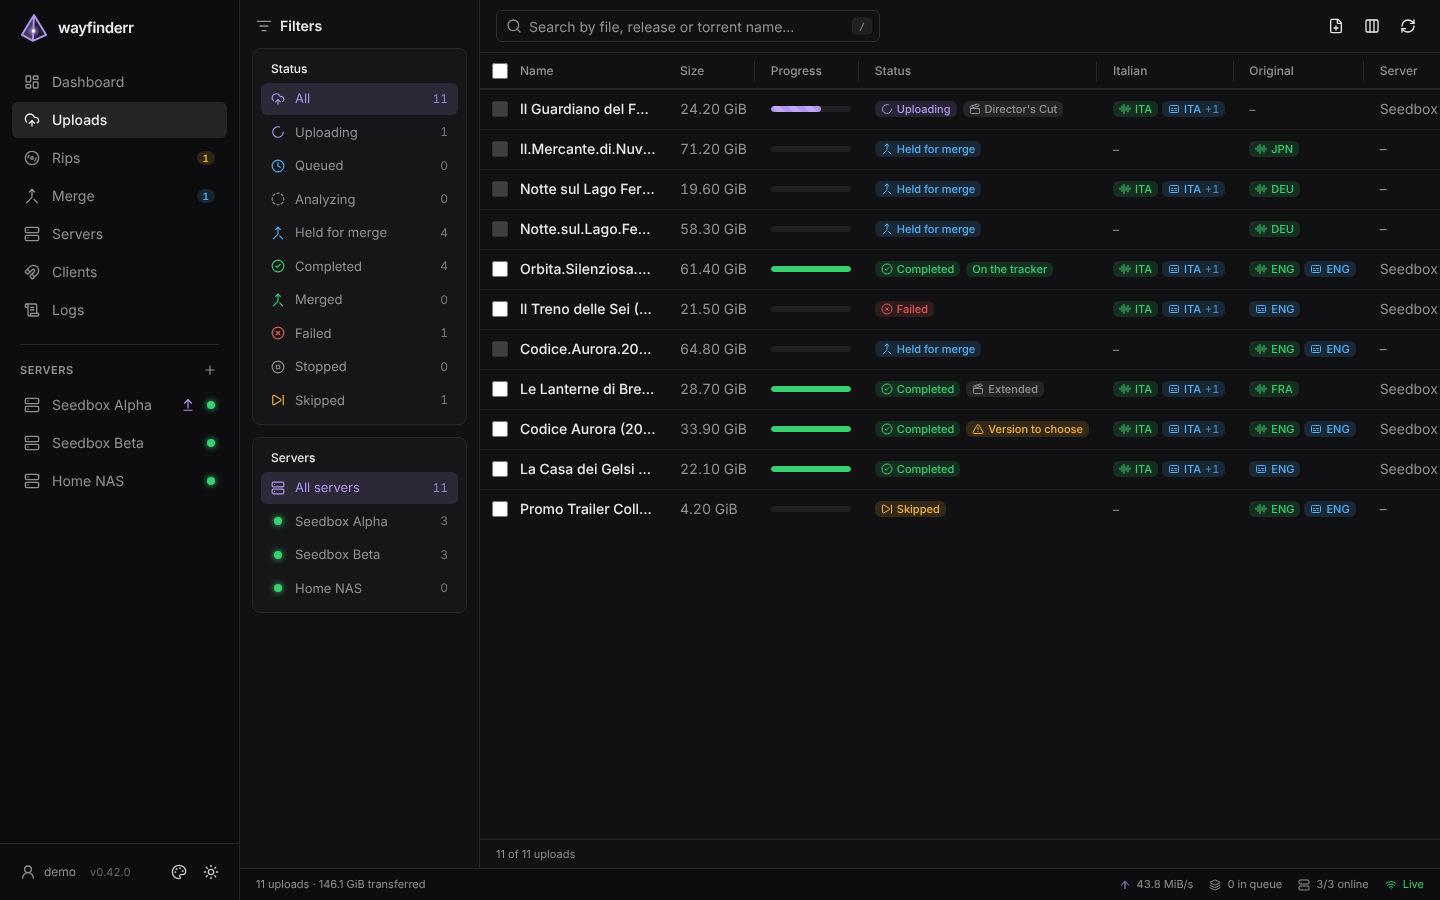 wayfinderr
Dashboard
Uploads
Rips 1
Merge 1
Servers
Clients
Logs
SERVERS
Seedbox Alpha
Seedbox Beta
Home NAS
demo v0.42.0
Filters
Status
All 11
Uploading 1
Queued 0
Analyzing 0
Held for merge 4
Completed 4
Merged 0
Failed 1
Stopped 0
Skipped 1
Servers
All servers 11
Seedbox Alpha 3
Seedbox Beta 3
Home NAS 0
Search by file, release or torrent name... /
Name Size Progress Status Italian Original Server
Il Guardiano del F... 24.20 GiB Uploading Director's Cut ITA ITA +1 – Seedbox
Il.Mercante.di.Nuv... 71.20 GiB Held for merge – JPN –
Notte sul Lago Fer... 19.60 GiB Held for merge ITA ITA +1 DEU –
Notte.sul.Lago.Fe... 58.30 GiB Held for merge – DEU –
Orbita.Silenziosa.... 61.40 GiB Completed On the tracker ITA ITA +1 ENG ENG Seedbox
Il Treno delle Sei (... 21.50 GiB Failed ITA ITA +1 ENG Seedbox
Codice.Aurora.20... 64.80 GiB Held for merge – ENG ENG –
Le Lanterne di Bre... 28.70 GiB Completed Extended ITA ITA +1 FRA Seedbox
Codice Aurora (20... 33.90 GiB Completed Version to choose ITA ITA +1 ENG ENG Seedbox
La Casa dei Gelsi ... 22.10 GiB Completed ITA ITA +1 ENG Seedbox
Promo Trailer Coll... 4.20 GiB Skipped – ENG ENG –
11 of 11 uploads
11 uploads · 146.1 GiB transferred 43.8 MiB/s 0 in queue 3/3 online Live